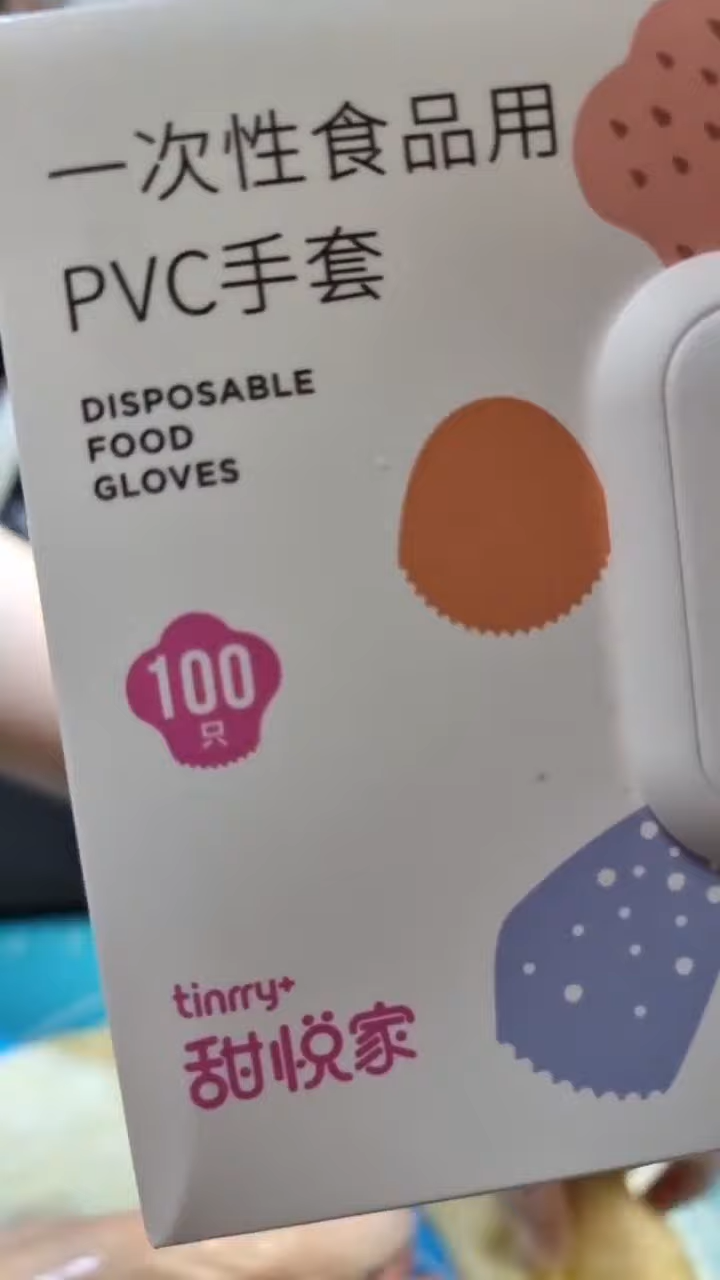 一次性食品用
PVC手套
DISPOSABLE
FOOD
GLOVES
100
只
tinrry+
甜悦家